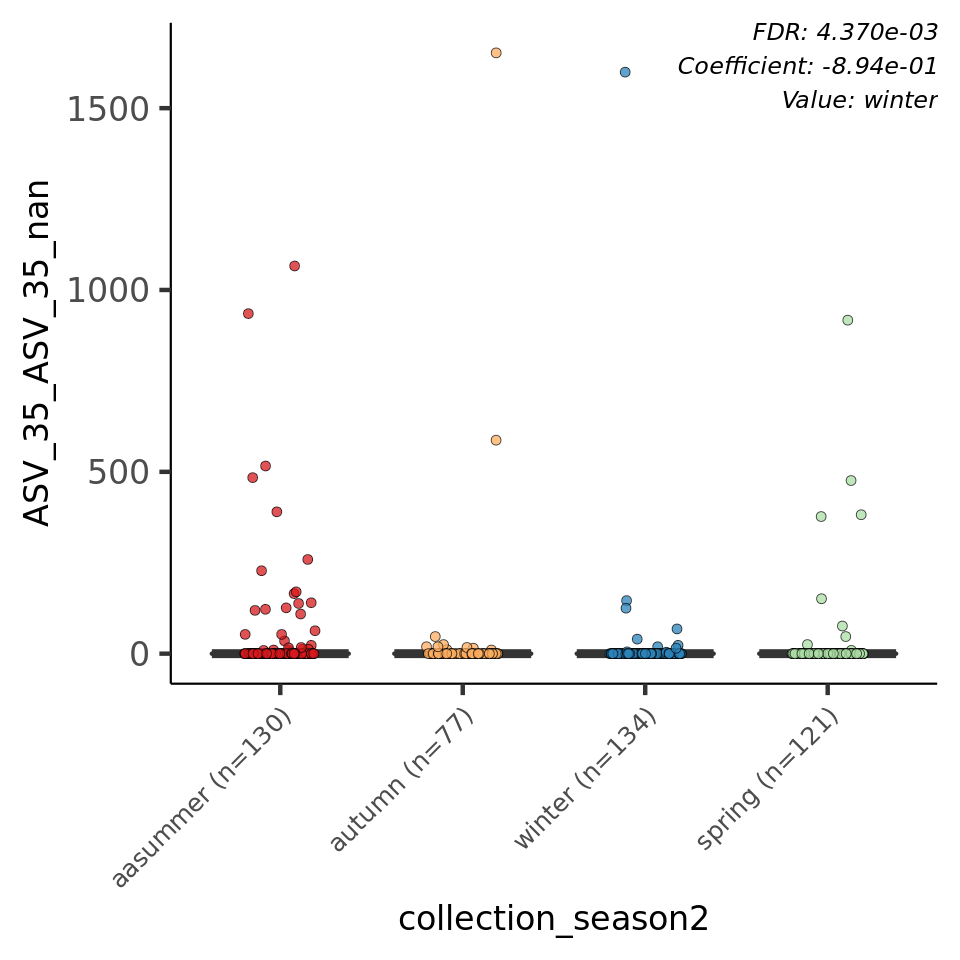 FDR: 4.370e-03
Coefficient: -8.94e-01
Value: winter
ASV_35_ASV_35_nan
1500
1000
500
0
aasummer (n=130)
autumn (n=77)
winter (n=134)
spring (n=121)
collection_season2